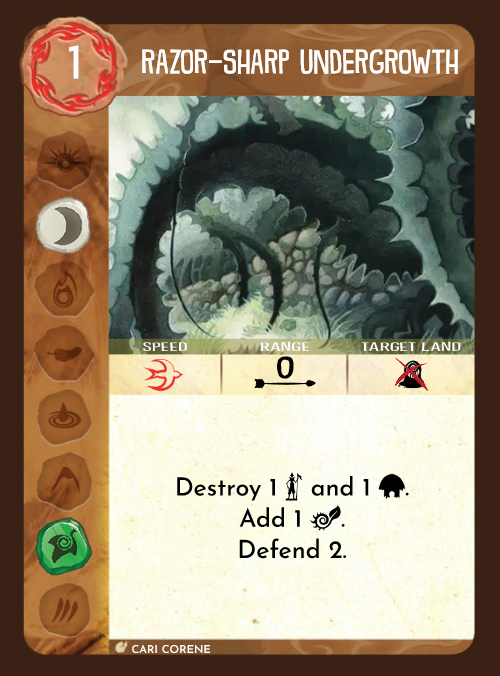 1
RAZOR-SHARP UNDERGROWTH
SPEED RANGE TARGET LAND
0
Destroy 1 and 1.
Add 1.
Defend 2.
CARI CORENE